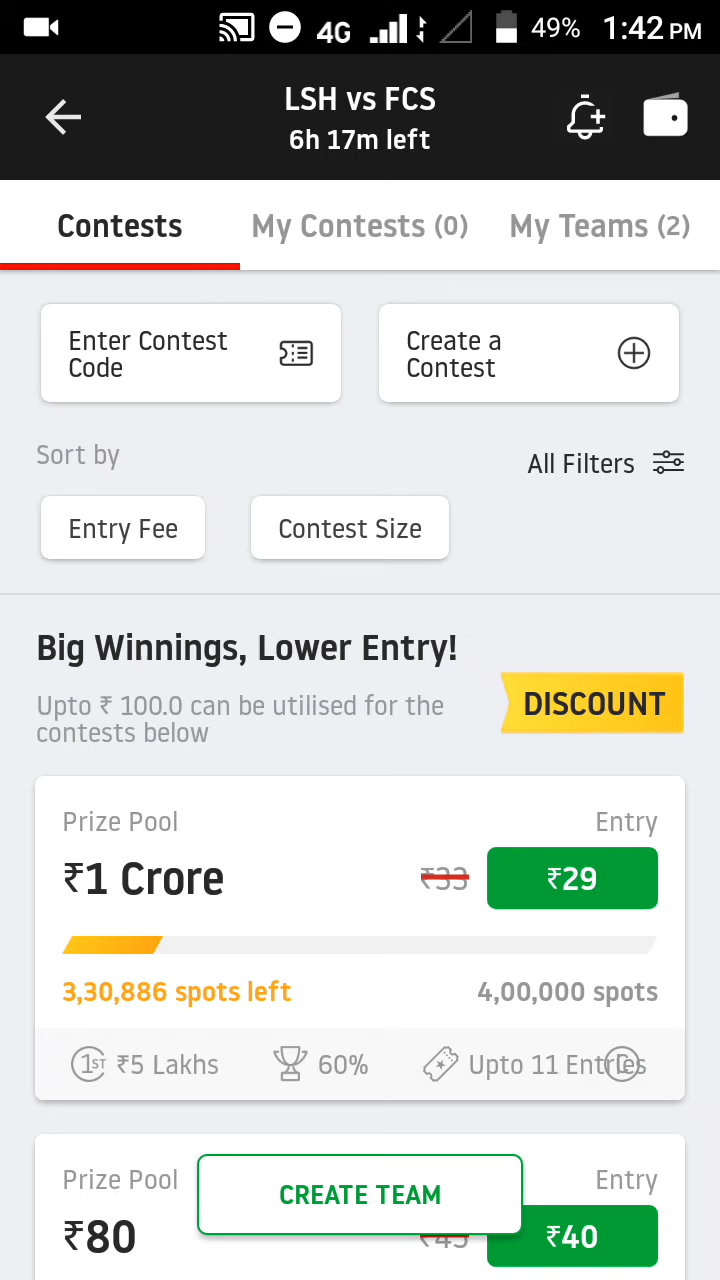 4G 49% 1:42 PM
LSH vs FCS
6h 17m left
Contests My Contests (0) My Teams (2)
Enter Contest
Code
Create a
Contest
Sort by
All Filters
Entry Fee Contest Size
Big Winnings, Lower Entry!
Upto ₹ 100.0 can be utilised for the
contests below
DISCOUNT
Prize Pool Entry
₹1 Crore ₹33 ₹29
3,30,886 spots left 4,00,000 spots
1ST ₹5 Lakhs 60% Upto 11 Entries C
Prize Pool Entry
CREATE TEAM
₹80 ₹45 ₹40